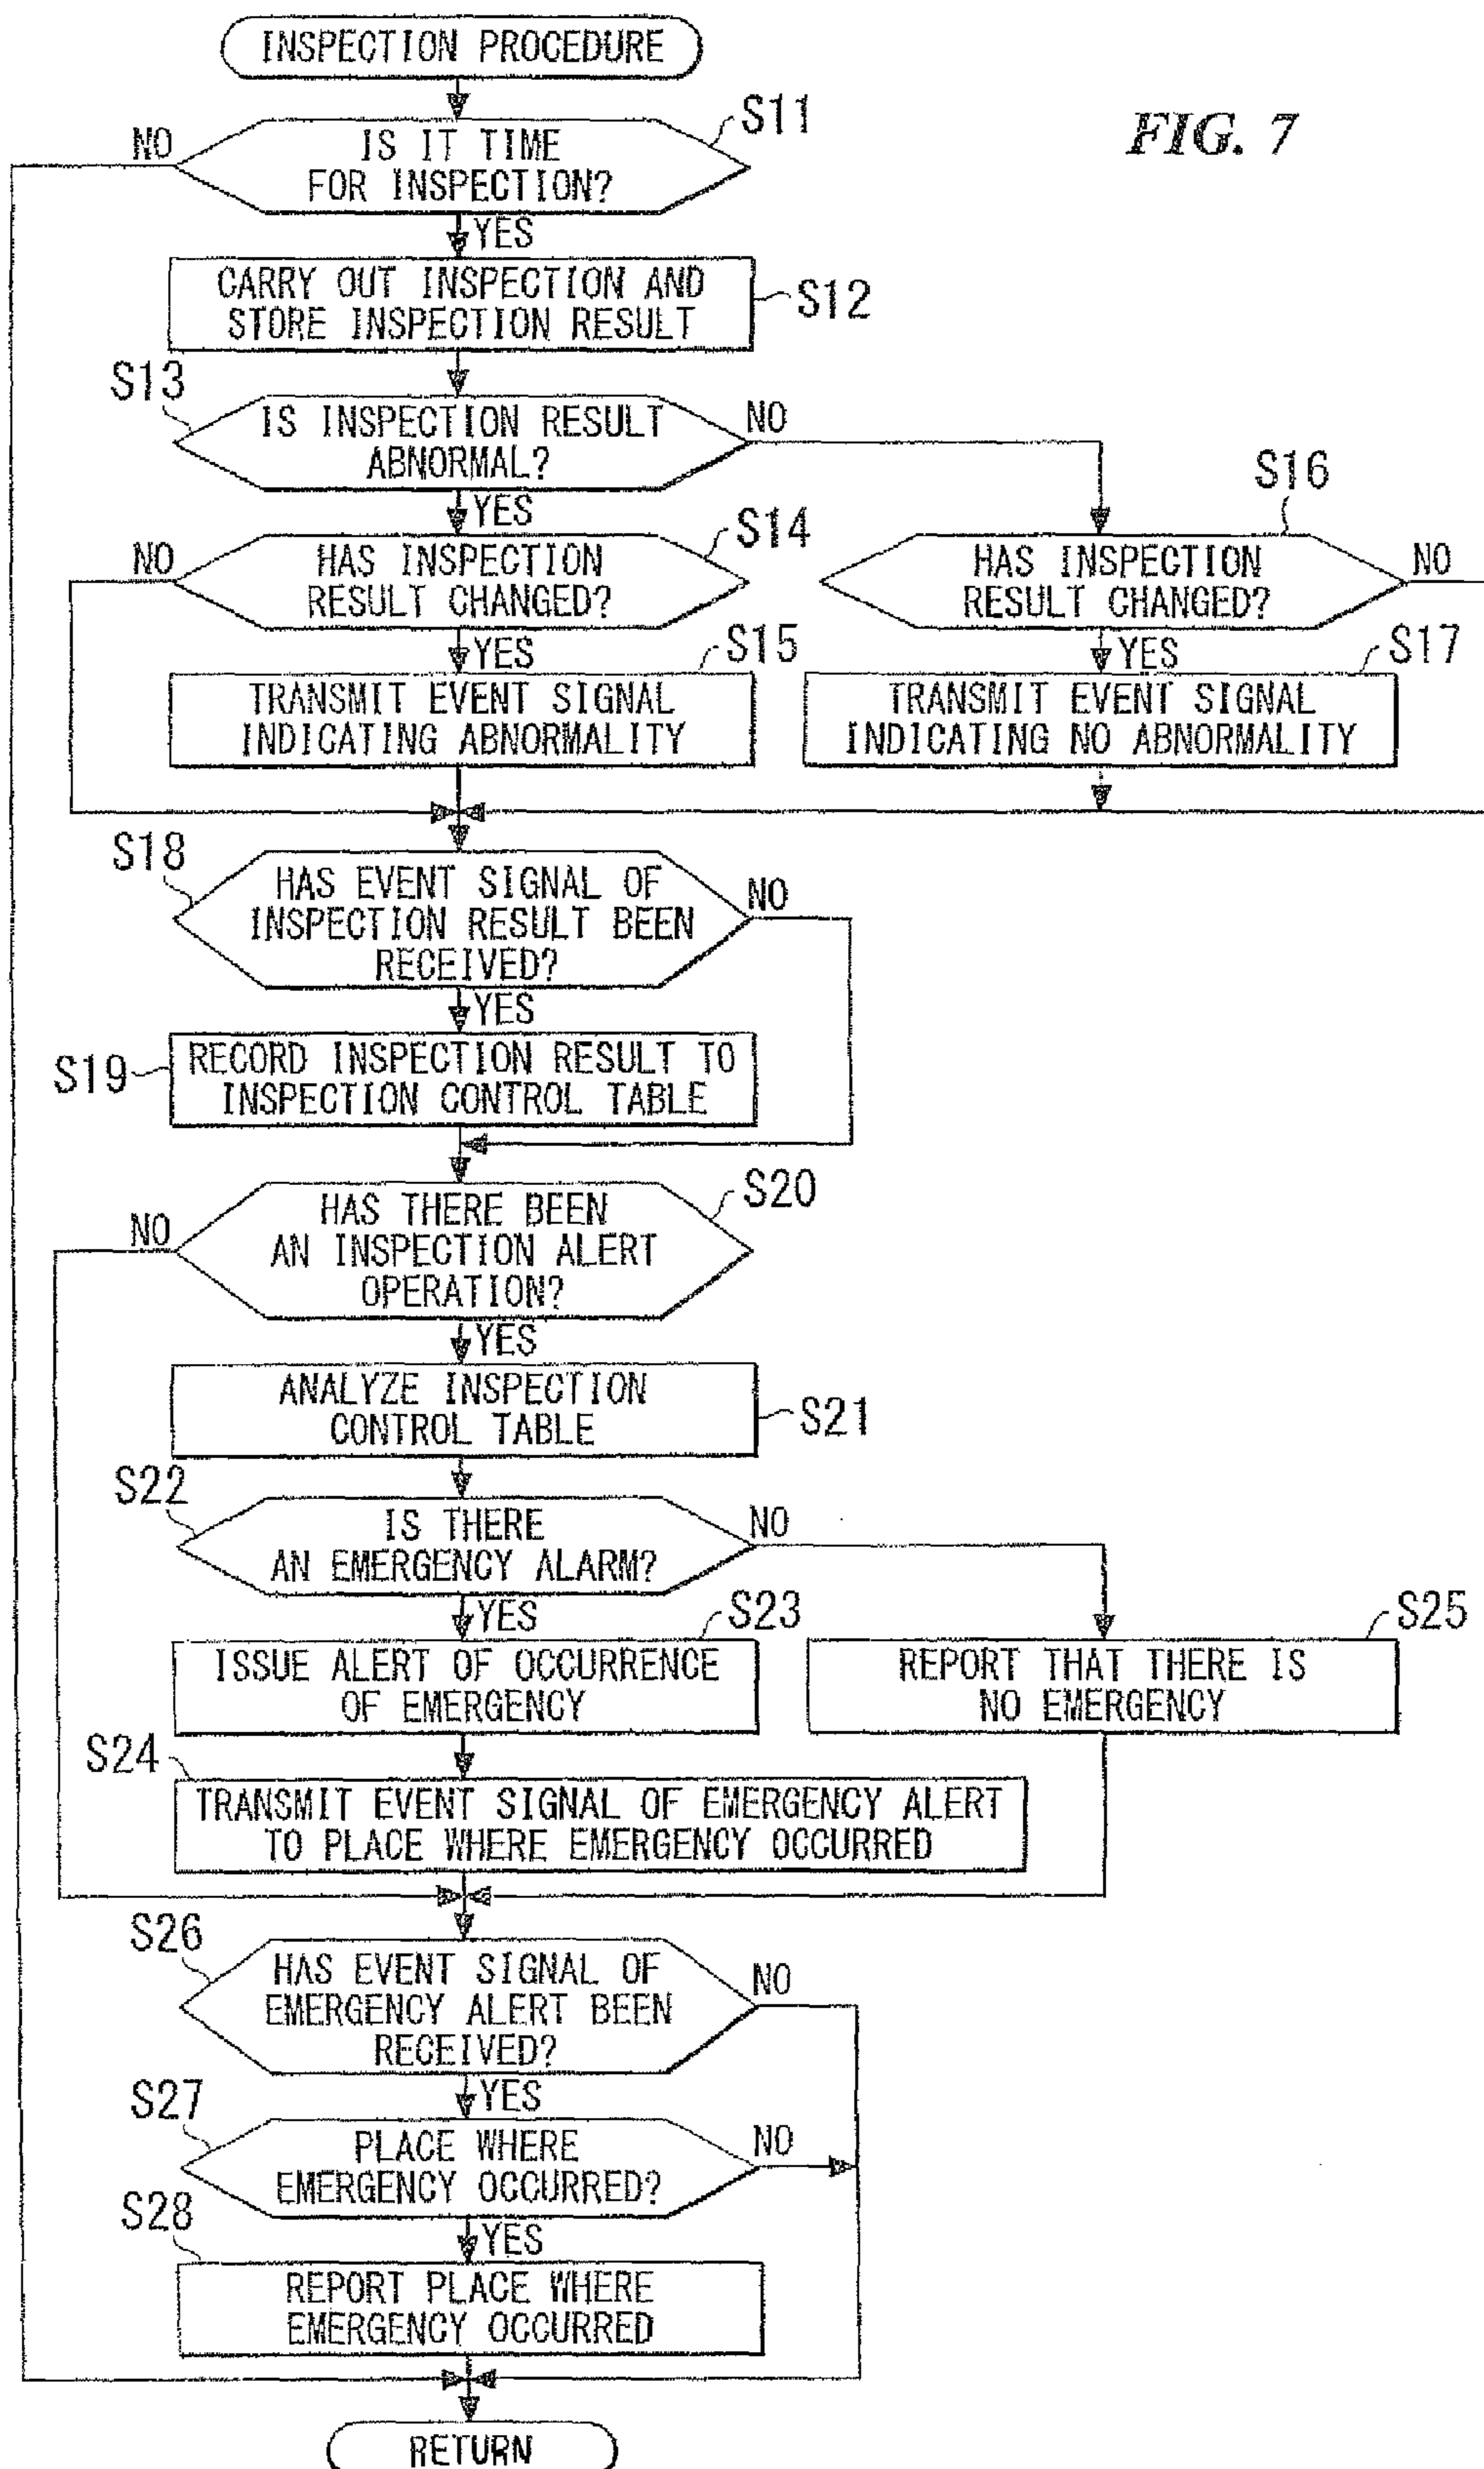 INSPECTION PROCEDURE
FIG. 7
S11
NO
IS IT TIME
FOR INSPECTION?
YES
CARRY OUT INSPECTION AND
STORE INSPECTION RESULT
S12
S13
IS INSPECTION RESULT
ABNORMAL?
NO
YES
S14
S16
NO
HAS INSPECTION
RESULT CHANGED?
HAS INSPECTION
RESULT CHANGED?
NO
YES
S15
YES
S17
TRANSMIT EVENT SIGNAL
INDICATING ABNORMALITY
TRANSMIT EVENT SIGNAL
INDICATING NO ABNORMALITY
S18
HAS EVENT SIGNAL OF
INSPECTION RESULT BEEN
RECEIVED?
NO
YES
S19
RECORD INSPECTION RESULT TO
INSPECTION CONTROL TABLE
S20
NO
HAS THERE BEEN
AN INSPECTION ALERT
OPERATION?
YES
ANALYZE INSPECTION
CONTROL TABLE
S21
S22
IS THERE
AN EMERGENCY ALARM?
NO
YES
S23
S25
ISSUE ALERT OF OCCURRENCE
OF EMERGENCY
REPORT THAT THERE IS
NO EMERGENCY
S24
TRANSMIT EVENT SIGNAL OF EMERGENCY ALERT
TO PLACE WHERE EMERGENCY OCCURRED
S26
HAS EVENT SIGNAL OF
EMERGENCY ALERT BEEN
RECEIVED?
NO
YES
S27
PLACE WHERE
EMERGENCY OCCURRED?
NO
YES
S28
REPORT PLACE WHERE
EMERGENCY OCCURRED
RETURN